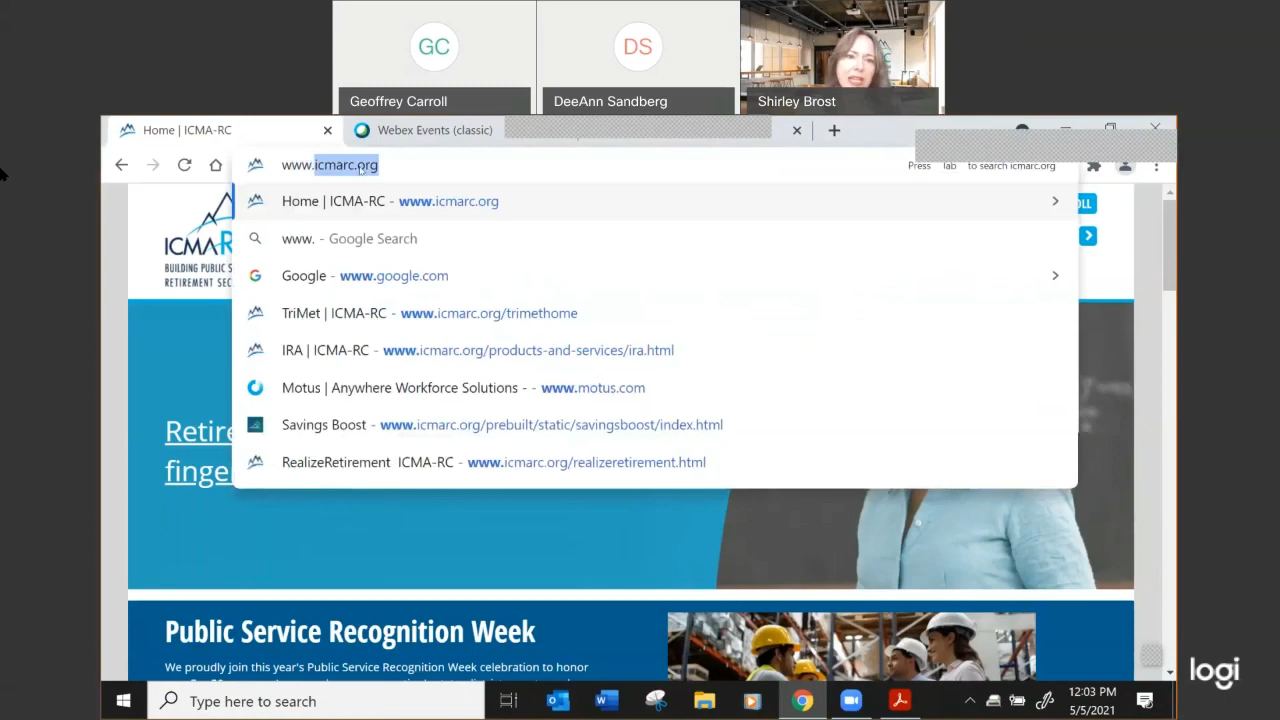 GC
DS
Geoffrey Carroll
DeeAnn Sandberg
Shirley Brost
Home | ICMA-RC
Webex Events (classic)
www.icmarc.org
Press tab to search icmarc.org
Home | ICMA-RC - www.icmarc.org
www. - Google Search
Google - www.google.com
TriMet | ICMA-RC - www.icmarc.org/trimethome
IRA | ICMA-RC - www.icmarc.org/products-and-services/ira.html
Motus | Anywhere Workforce Solutions - - www.motus.com
Savings Boost - www.icmarc.org/prebuilt/static/savingsboost/index.html
RealizeRetirement ICMA-RC - www.icmarc.org/realizeretirement.html
ICMA
BUILDING PUBLIC
RETIREMENT
Public Service Recognition Week
We proudly join this year's Public Service Recognition Week celebration to honor
logi
Type here to search
12:03 PM
5/5/2021